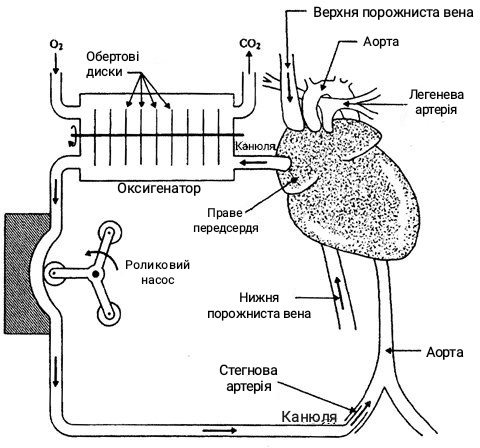 Верхня порожниста вена
O₂
CO₂
Аорта
Обертові
диски
Легенева
артерія
Канюля
Оксигенатор
Праве
передсердя
Роликовий
насос
Нижня
порожниста вена
Аорта
Стегнова
артерія
Канюля